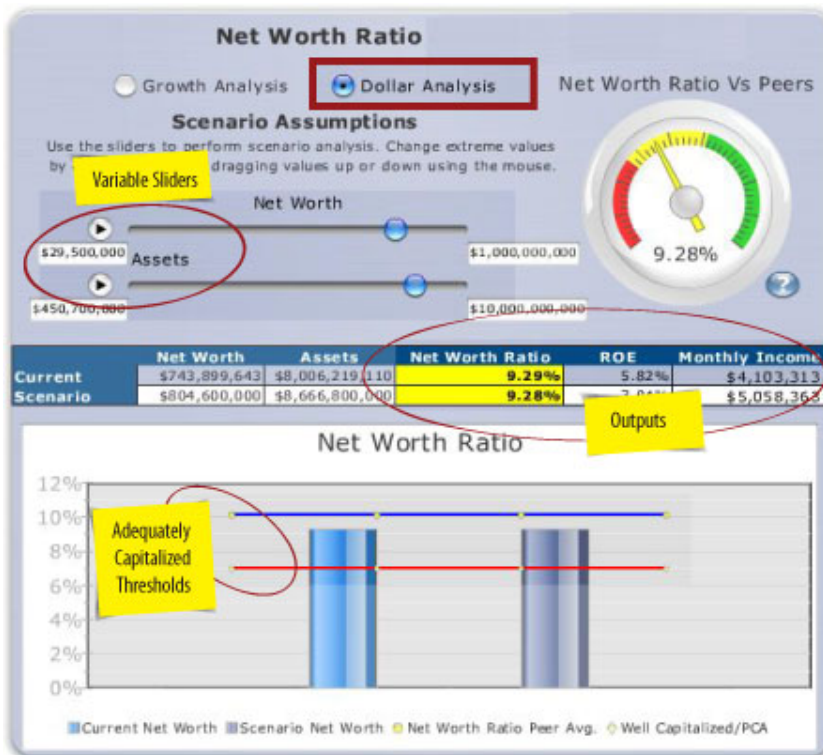 Net Worth Ratio
Growth Analysis
Dollar Analysis
Net Worth Ratio Vs Peers
Scenario Assumptions
Use the sliders to perform scenario analysis. Change extreme values
by
dragging values up or down using the mouse.
Variable Sliders
Net Worth
$29,500,000
$1,000,000,000
Assets
$450,700,000
$10,000,000,000
9.28%
?
Net Worth Assets Net Worth Ratio ROE Monthly Income
Current $743,899,643 $8,006,219,110 9.29% 5.82% $4,103,313
Scenario $804,600,000 $8,666,800,000 9.28% $5,058,363
Outputs
Net Worth Ratio
12%
10%
8%
6%
4%
2%
0%
Adequately
Capitalized
Thresholds
Current Net Worth Scenario Net Worth Net Worth Ratio Peer Avg. Well Capitalized/PCA